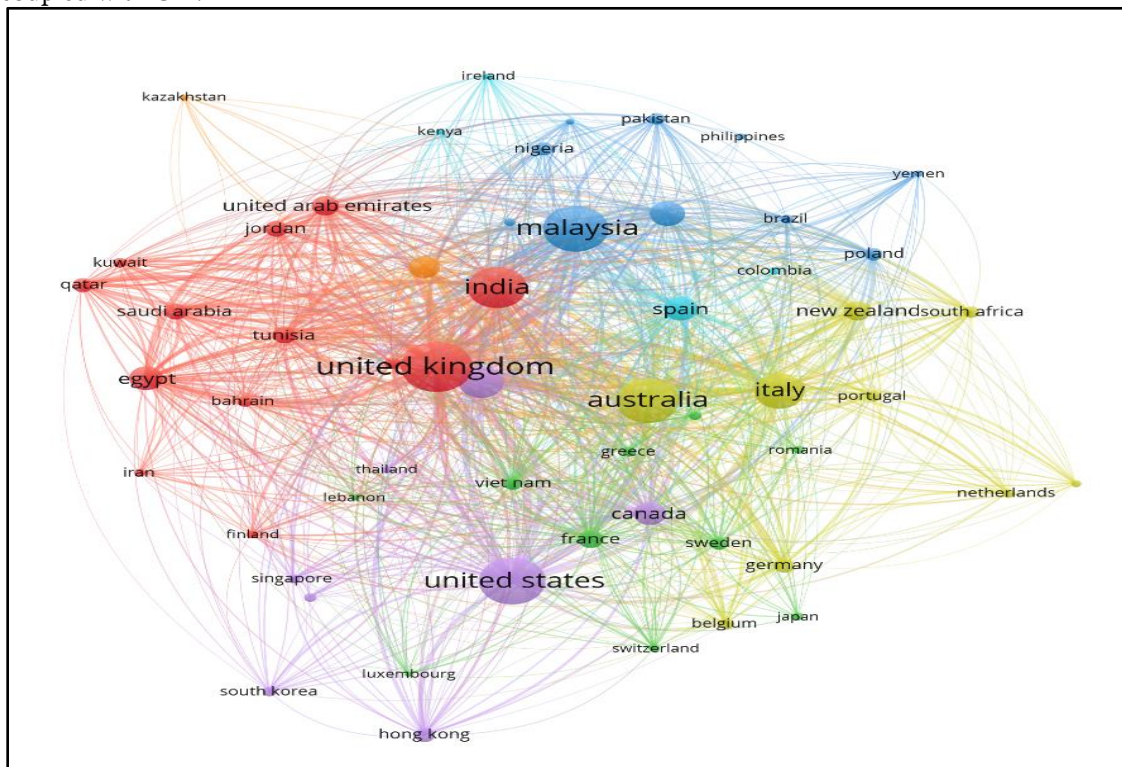 ireland
kazakhstan
pakistan
kenya
philippines
nigeria
yemen
united arab emirates
brazil
malaysia
jordan
poland
kuwait
colombia
qatar
india
saudi arabia
spain
new zealand
south africa
tunisia
united kingdom
egypt
italy
australia
portugal
bahrain
greece
romania
thailand
iran
viet nam
netherlands
lebanon
canada
finland
france
sweden
germany
singapore
united states
japan
belgium
switzerland
luxembourg
south korea
hong kong